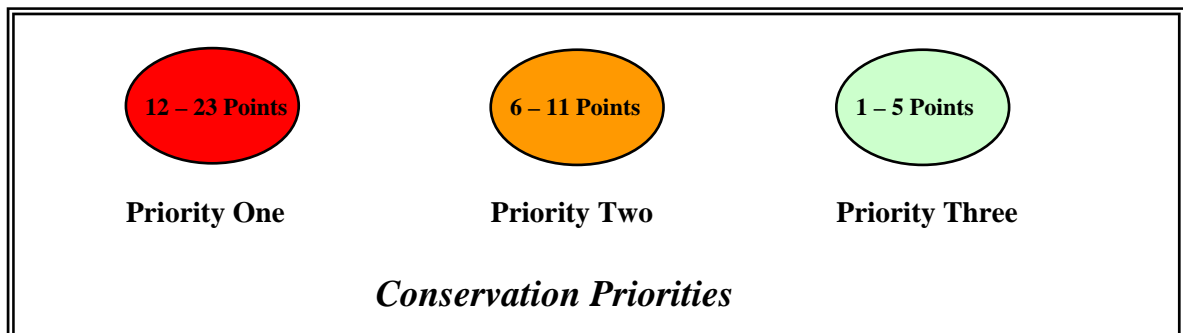 12 – 23 Points 6 – 11 Points 1 – 5 Points
Priority One Priority Two Priority Three
Conservation Priorities